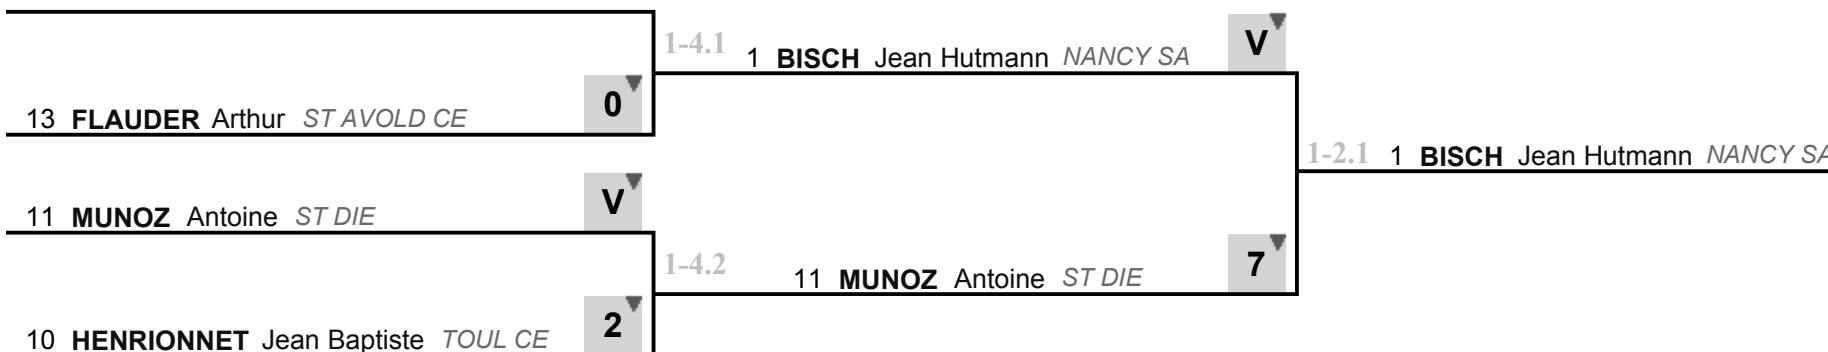 1-4.1 1 BISCH Jean Hutmann NANCY SA V
13 FLAUDER Arthur ST AVOLD CE 0
1-2.1 1 BISCH Jean Hutmann NANCY SA
11 MUNOZ Antoine ST DIE V
1-4.2 11 MUNOZ Antoine ST DIE 7
10 HENRIONNET Jean Baptiste TOUL CE 2